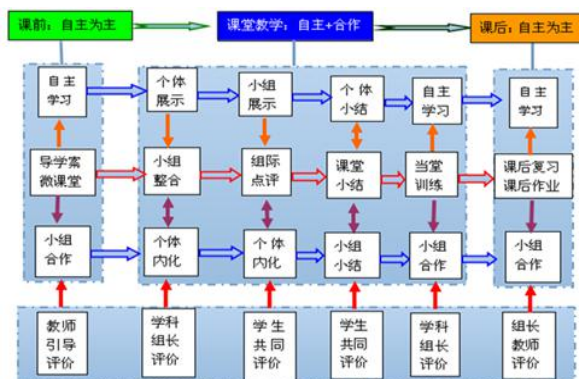 课前：自主为主
课堂教学：自主+合作
课后：自主为主
自主
学习
个体
展示
小组
展示
个体
小结
自主
学习
自主
学习
导学案
微课堂
小组
整合
组际
点评
课堂
小结
当堂
训练
课后复习
课后作业
小组
合作
个体
内化
个体
内化
小组
小结
小组
合作
小组
合作
教师
引导
评价
学科
组长
评价
学生
共同
评价
学生
共同
评价
学科
组长
评价
组长
教师
评价